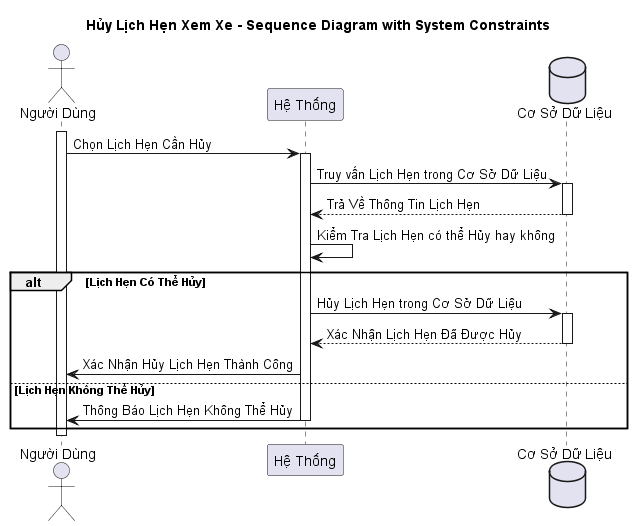 Hủy Lịch Hẹn Xem Xe - Sequence Diagram with System Constraints
Người Dùng
Hệ Thống
Cơ Sở Dữ Liệu
Chọn Lịch Hẹn Cần Hủy
Truy vấn Lịch Hẹn trong Cơ Sở Dữ Liệu
Trả Về Thông Tin Lịch Hẹn
Kiểm Tra Lịch Hẹn có thể Hủy hay không
alt
[Lịch Hẹn Có Thể Hủy]
Hủy Lịch Hẹn trong Cơ Sở Dữ Liệu
Xác Nhận Lịch Hẹn Đã Được Hủy
Xác Nhận Hủy Lịch Hẹn Thành Công
[Lịch Hẹn Không Thể Hủy]
Thông Báo Lịch Hẹn Không Thể Hủy
Người Dùng
Hệ Thống
Cơ Sở Dữ Liệu